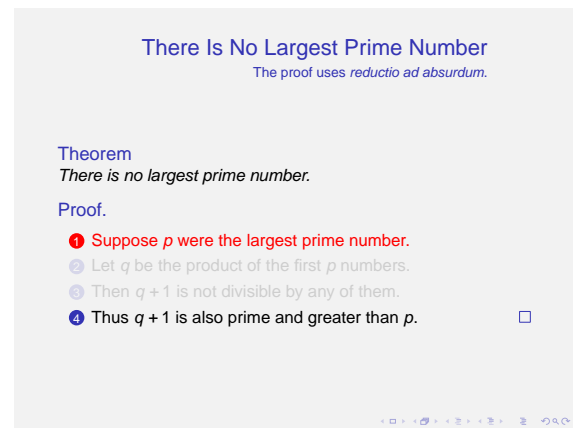 There Is No Largest Prime Number
The proof uses reductio ad absurdum.
Theorem
There is no largest prime number.
Proof.
1 Suppose p were the largest prime number.
2 Let q be the product of the first p numbers.
3 Then q + 1 is not divisible by any of them.
4 Thus q + 1 is also prime and greater than p.